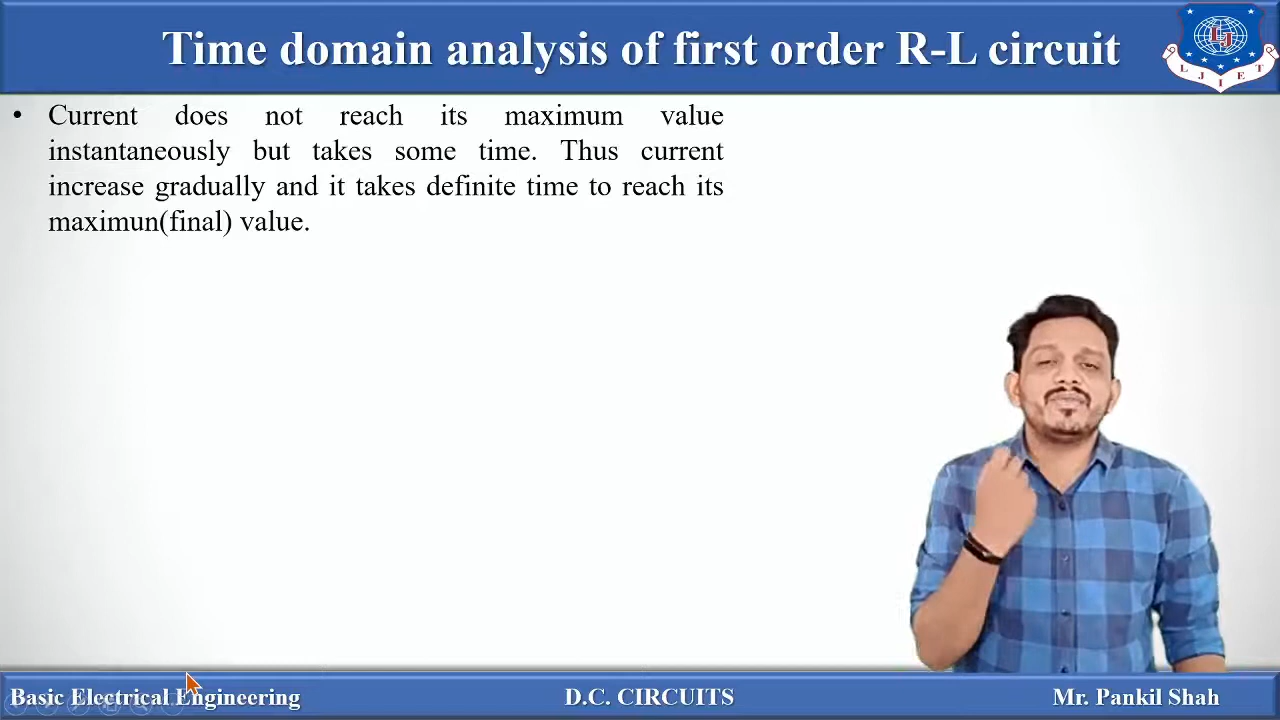 Time domain analysis of first order R-L circuit
LJ
L J I E T
• Current does not reach its maximum value
instantaneously but takes some time. Thus current
increase gradually and it takes definite time to reach its
maximun(final) value.
Basic Electrical Engineering
D.C. CIRCUITS
Mr. Pankil Shah